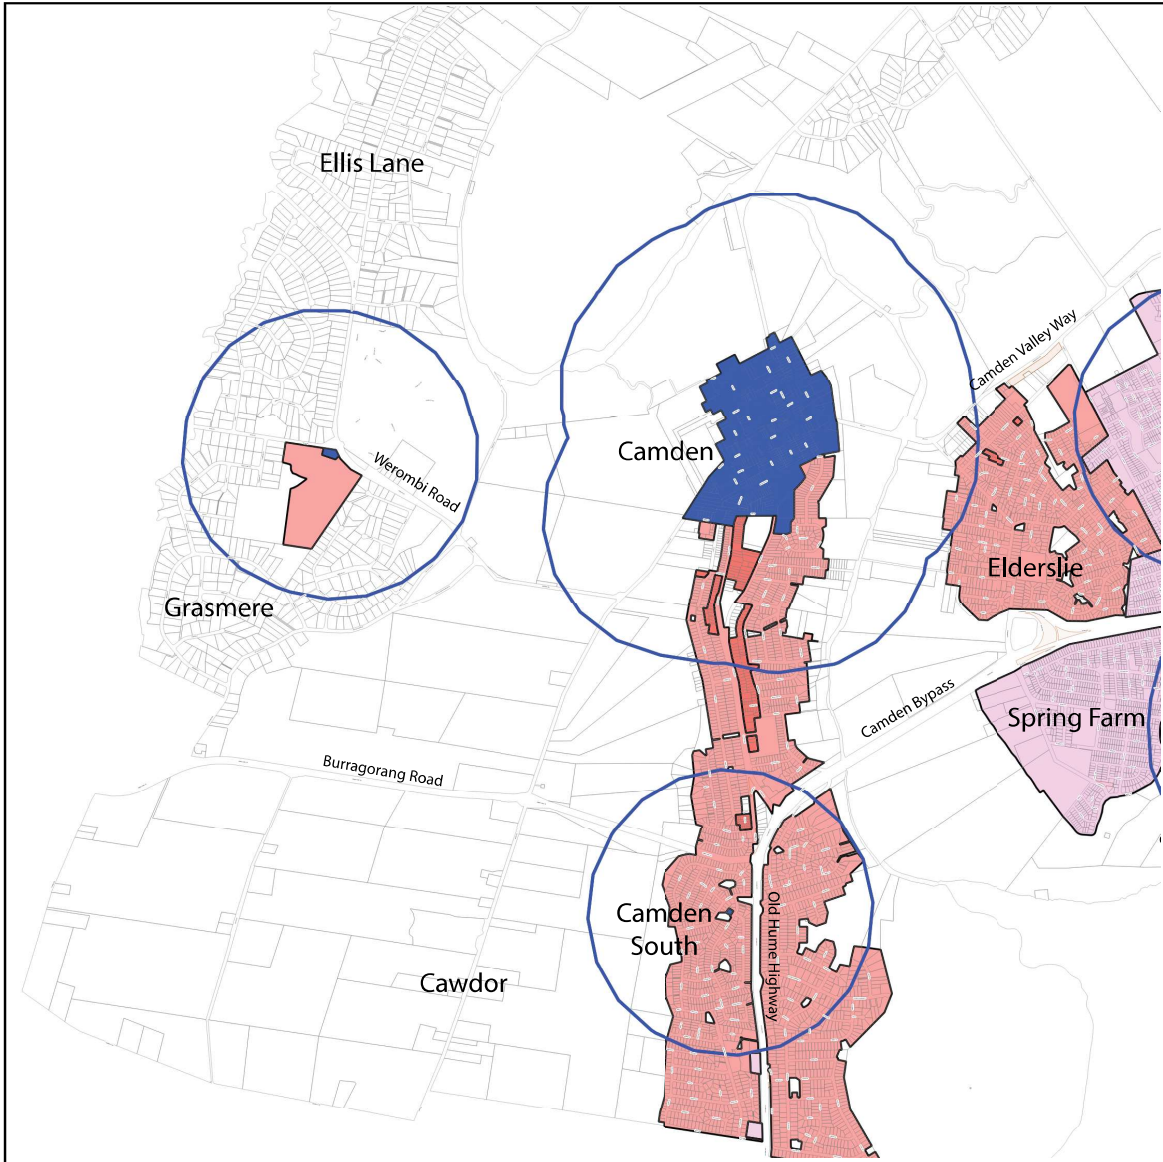 Ellis Lane
Camden Valley Way
Camden
Werombi Road
Elderslie
Grasmere
Camden Bypass
Spring Farm
Burragorang Road
Camden
South
Old Hume Highway
Cawdor